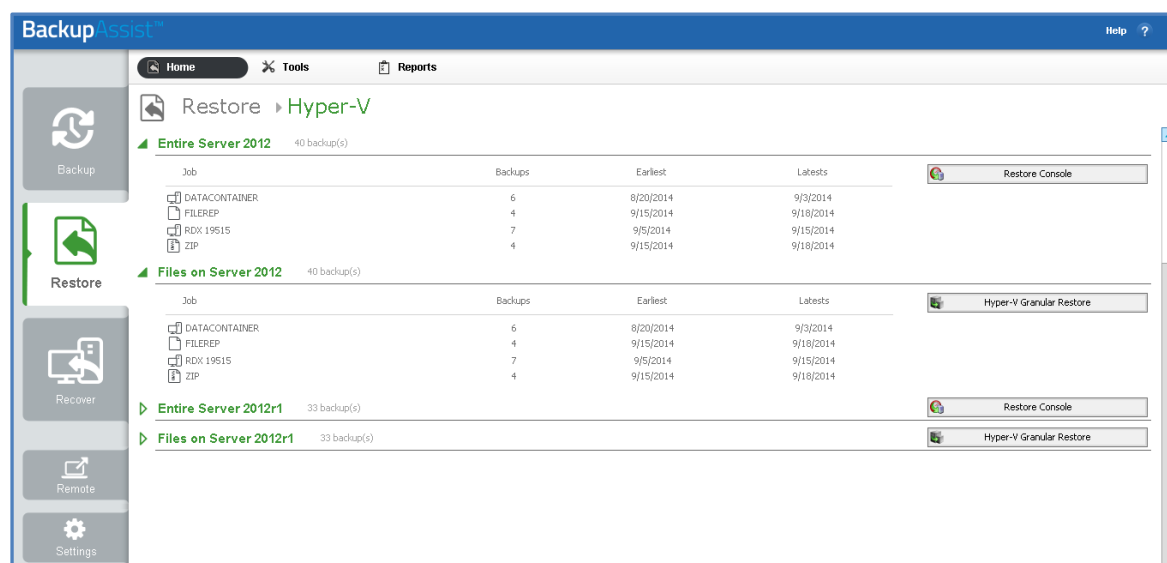 BackupAssist™
Help ?
Home Tools Reports
Restore Hyper-V
Backup
Restore
Recover
Remote
Settings
Entire Server 2012 40 backup(s)
Job Backups Earliest Latests Restore Console
DATACONTAINER 6 8/20/2014 9/3/2014
FILEREP 4 9/15/2014 9/18/2014
RDX 19515 7 9/5/2014 9/15/2014
ZIP 4 9/15/2014 9/18/2014
Files on Server 2012 40 backup(s)
Job Backups Earliest Latests Hyper-V Granular Restore
DATACONTAINER 6 8/20/2014 9/3/2014
FILEREP 4 9/15/2014 9/18/2014
RDX 19515 7 9/5/2014 9/15/2014
ZIP 4 9/15/2014 9/18/2014
Entire Server 2012r1 33 backup(s) Restore Console
Files on Server 2012r1 33 backup(s) Hyper-V Granular Restore